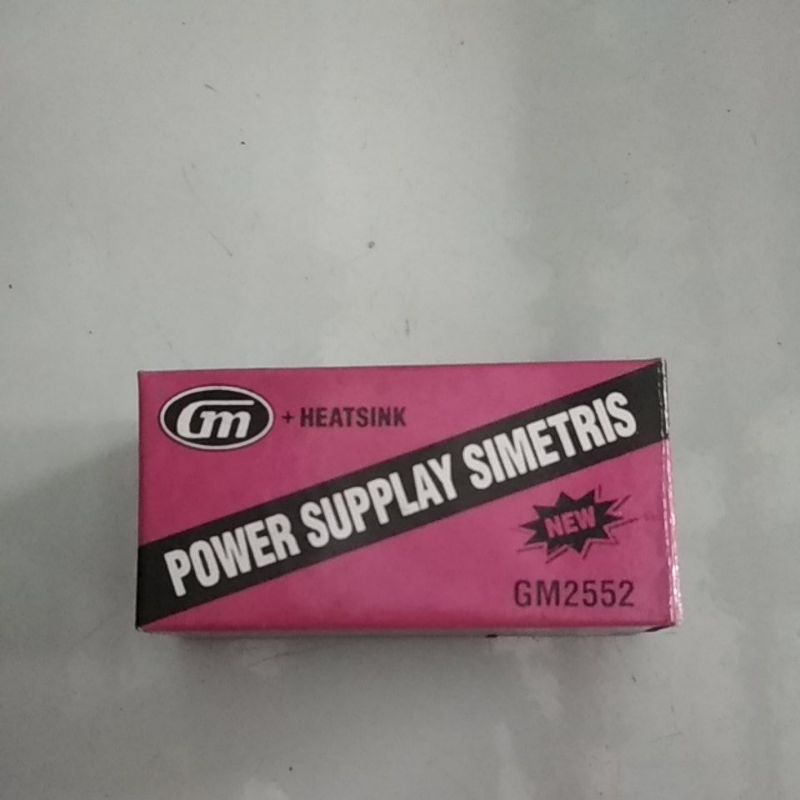 Gm + HEATSINK
POWER SUPPLAY SIMETRIS
NEW
GM2552